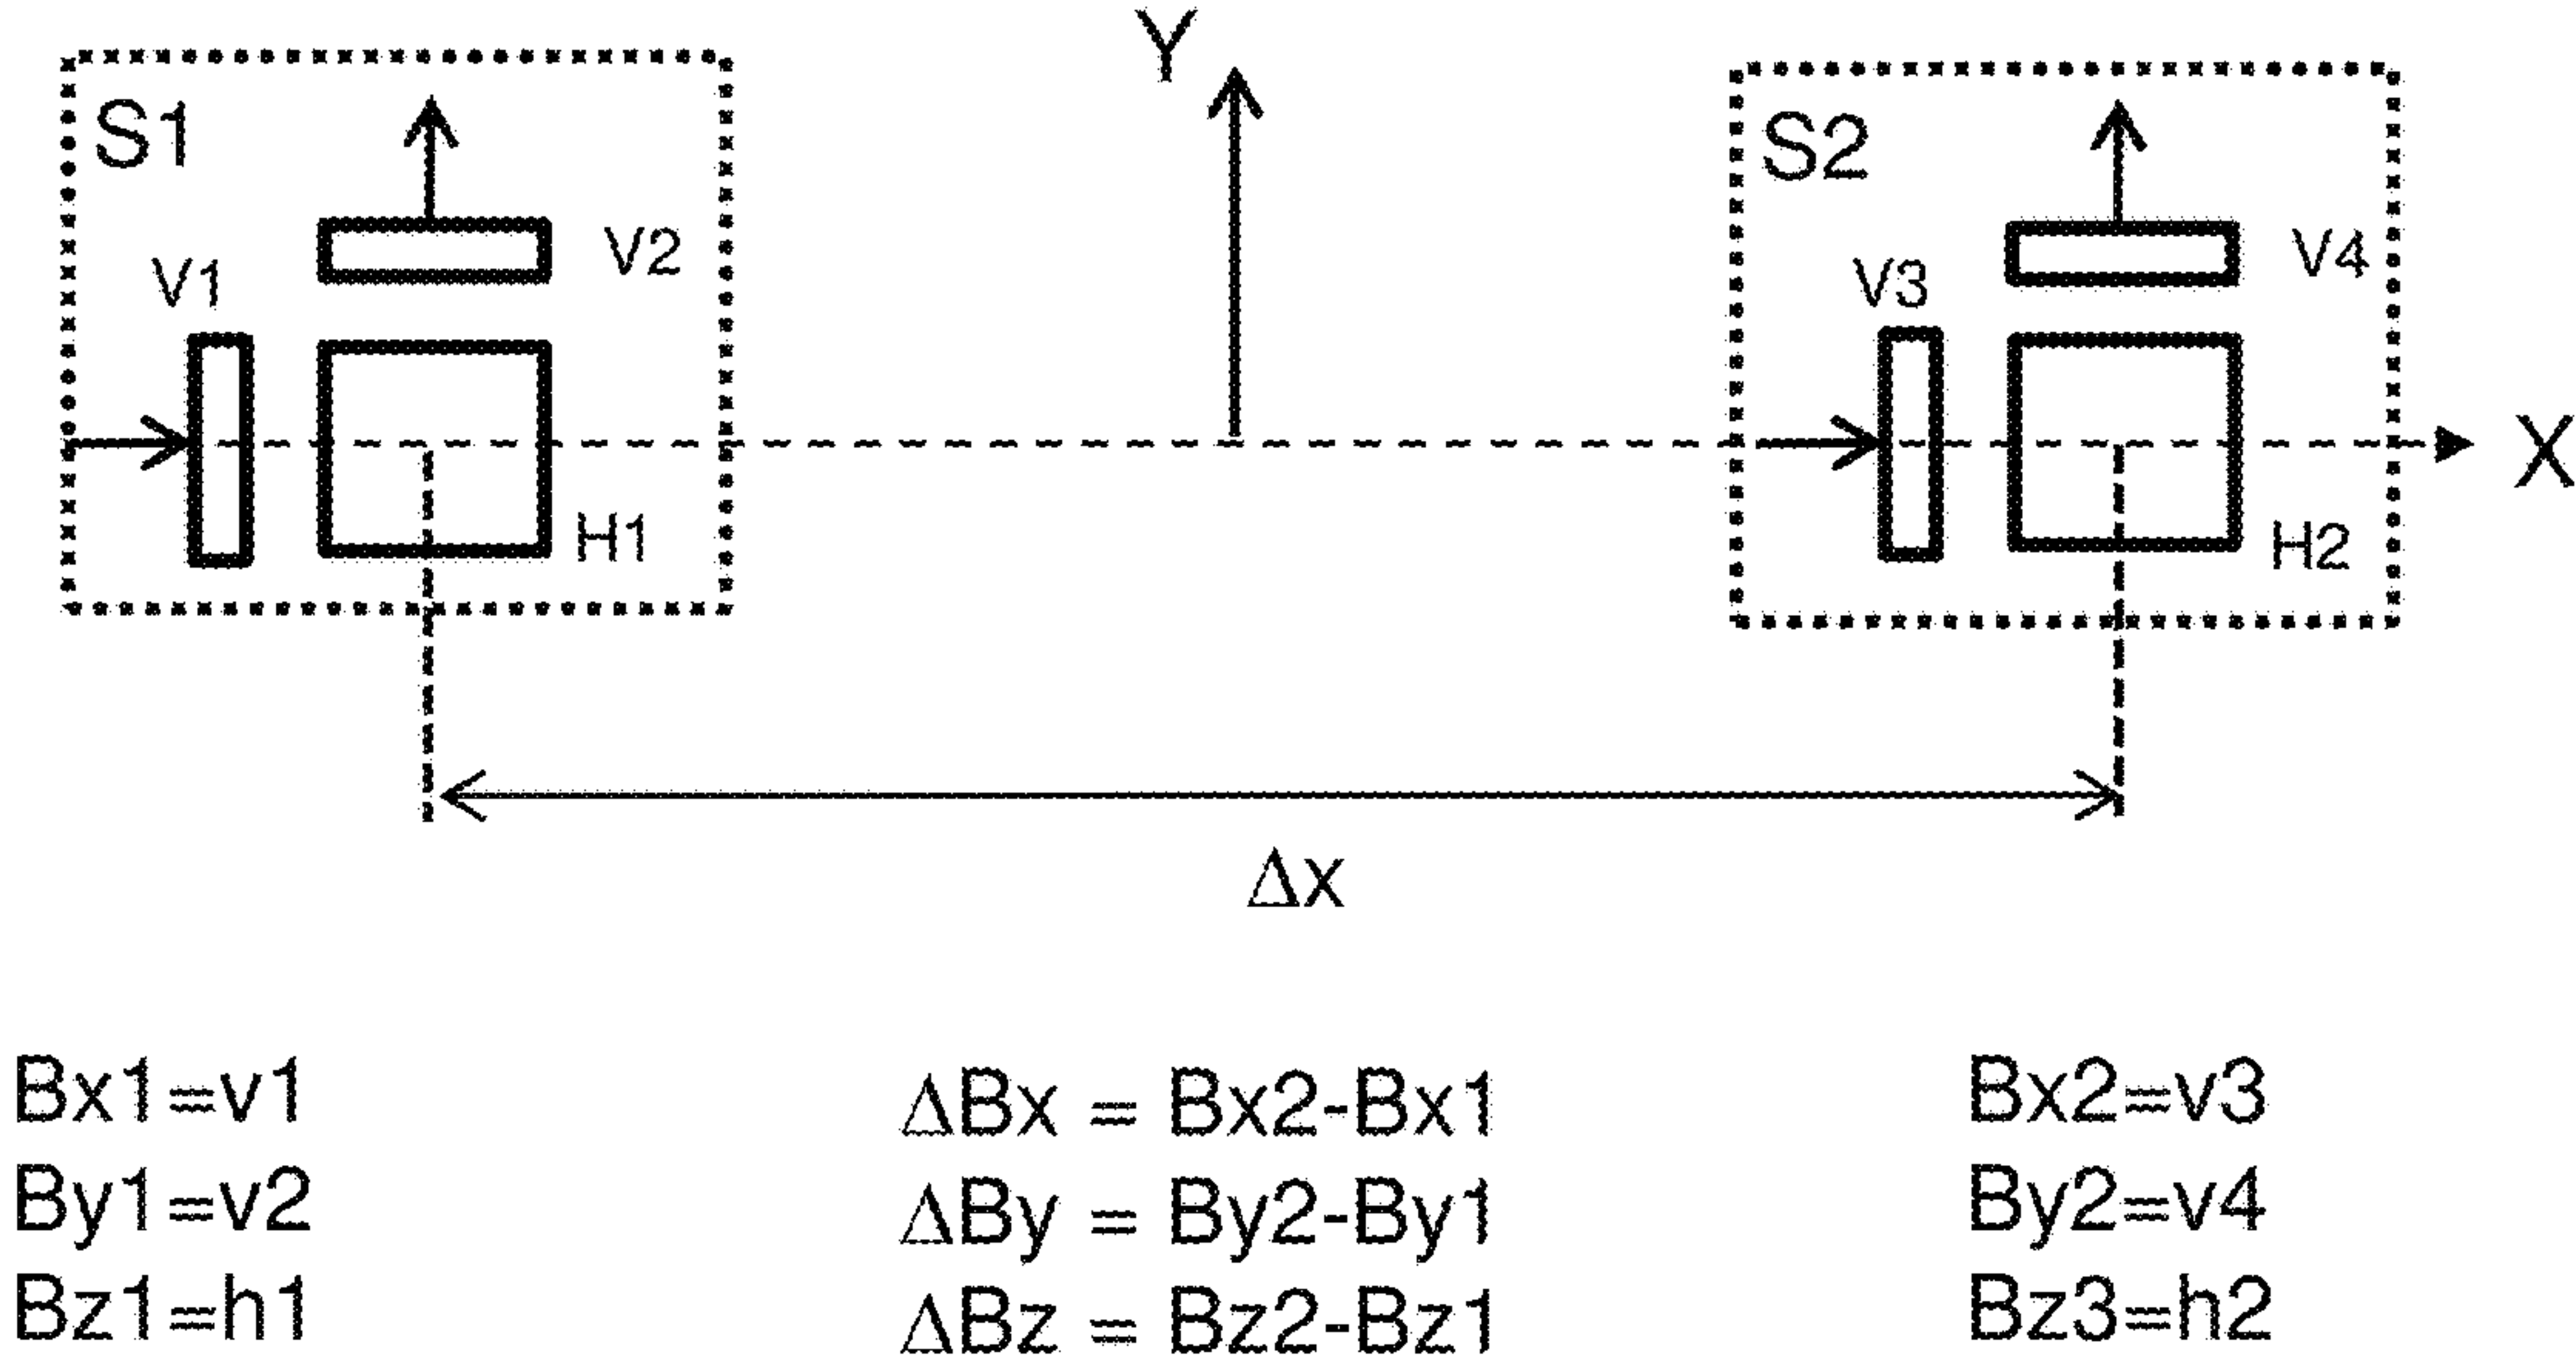 Y
S1
S2
V2
V4
V1
V3
X
H1
H2
Δx
Bx1=v1
ΔBx = Bx2-Bx1
Bx2=v3
By1=v2
ΔBy = By2-By1
By2=v4
Bz1=h1
ΔBz = Bz2-Bz1
Bz3=h2